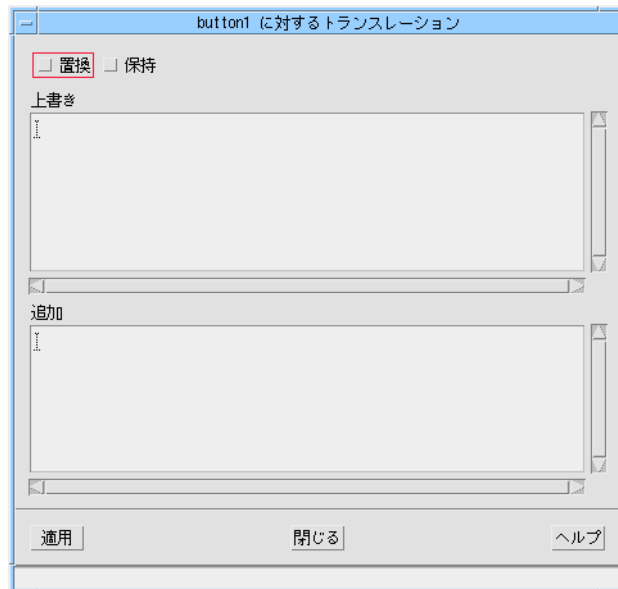 button1 に対するトランスレーション
置換 保持
上書き
追加
適用 閉じる ヘルプ